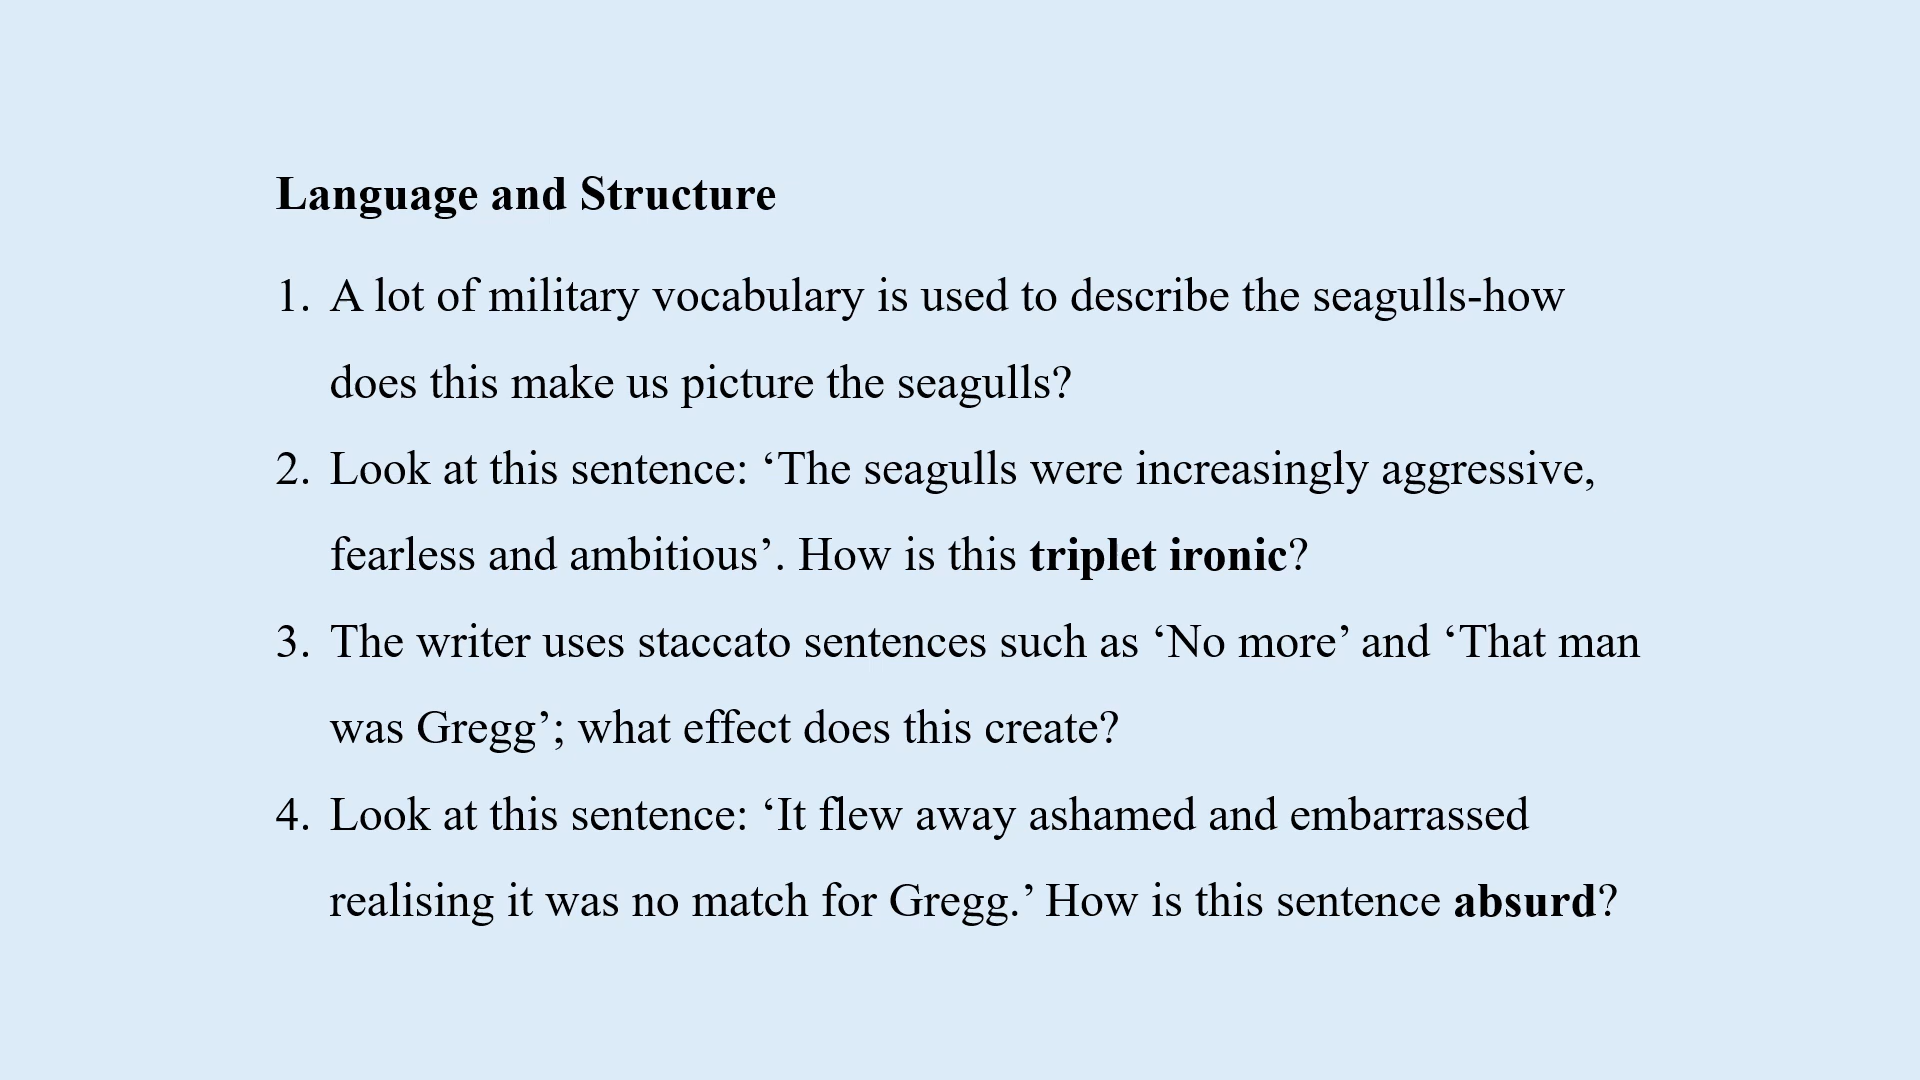 Language and Structure
1. A lot of military vocabulary is used to describe the seagulls-how
does this make us picture the seagulls?
2. Look at this sentence: ‘The seagulls were increasingly aggressive,
fearless and ambitious’. How is this triplet ironic?
3. The writer uses staccato sentences such as ‘No more’ and ‘That man
was Gregg’; what effect does this create?
4. Look at this sentence: ‘It flew away ashamed and embarrassed
realising it was no match for Gregg.’ How is this sentence absurd?